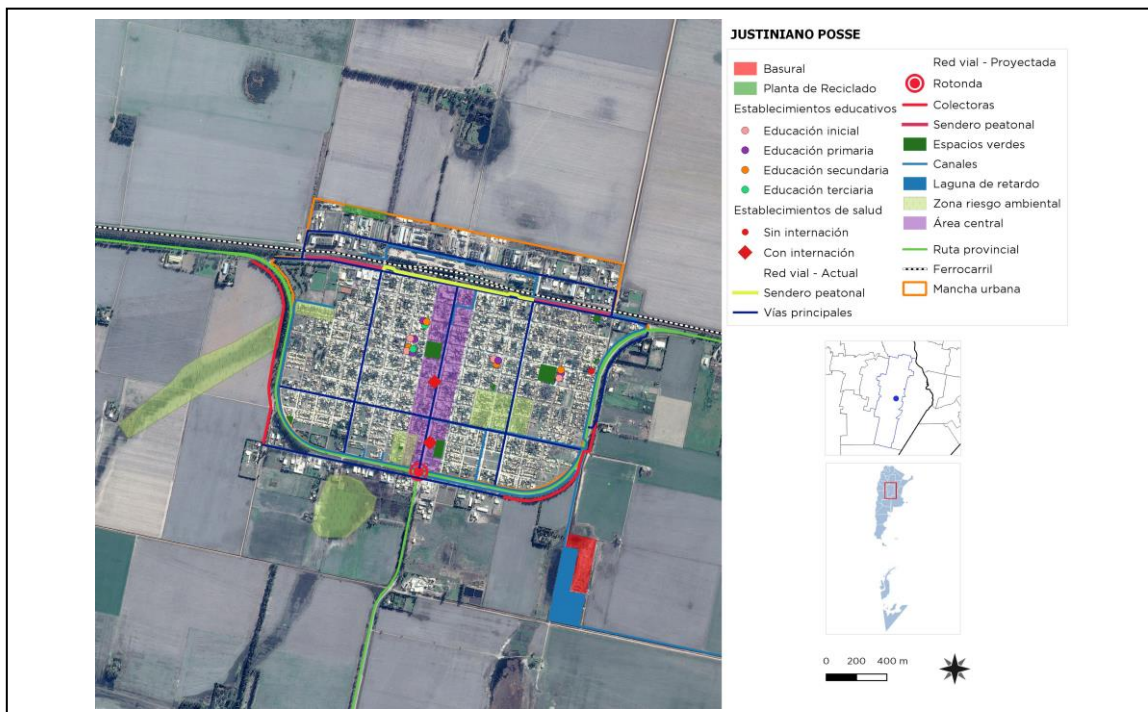 JUSTINIANO POSSE
Basural
Planta de Reciclado
Establecimientos educativos
Educación inicial
Educación primaria
Educación secundaria
Educación terciaria
Establecimientos de salud
Sin internación
Con internación
Red vial - Actual
Sendero peatonal
Vías principales
Red vial - Proyectada
Rotonda
Colectoras
Sendero peatonal
Espacios verdes
Canales
Laguna de retardo
Zona riesgo ambiental
Área central
Ruta provincial
Ferrocarril
Mancha urbana
0 200 400 m